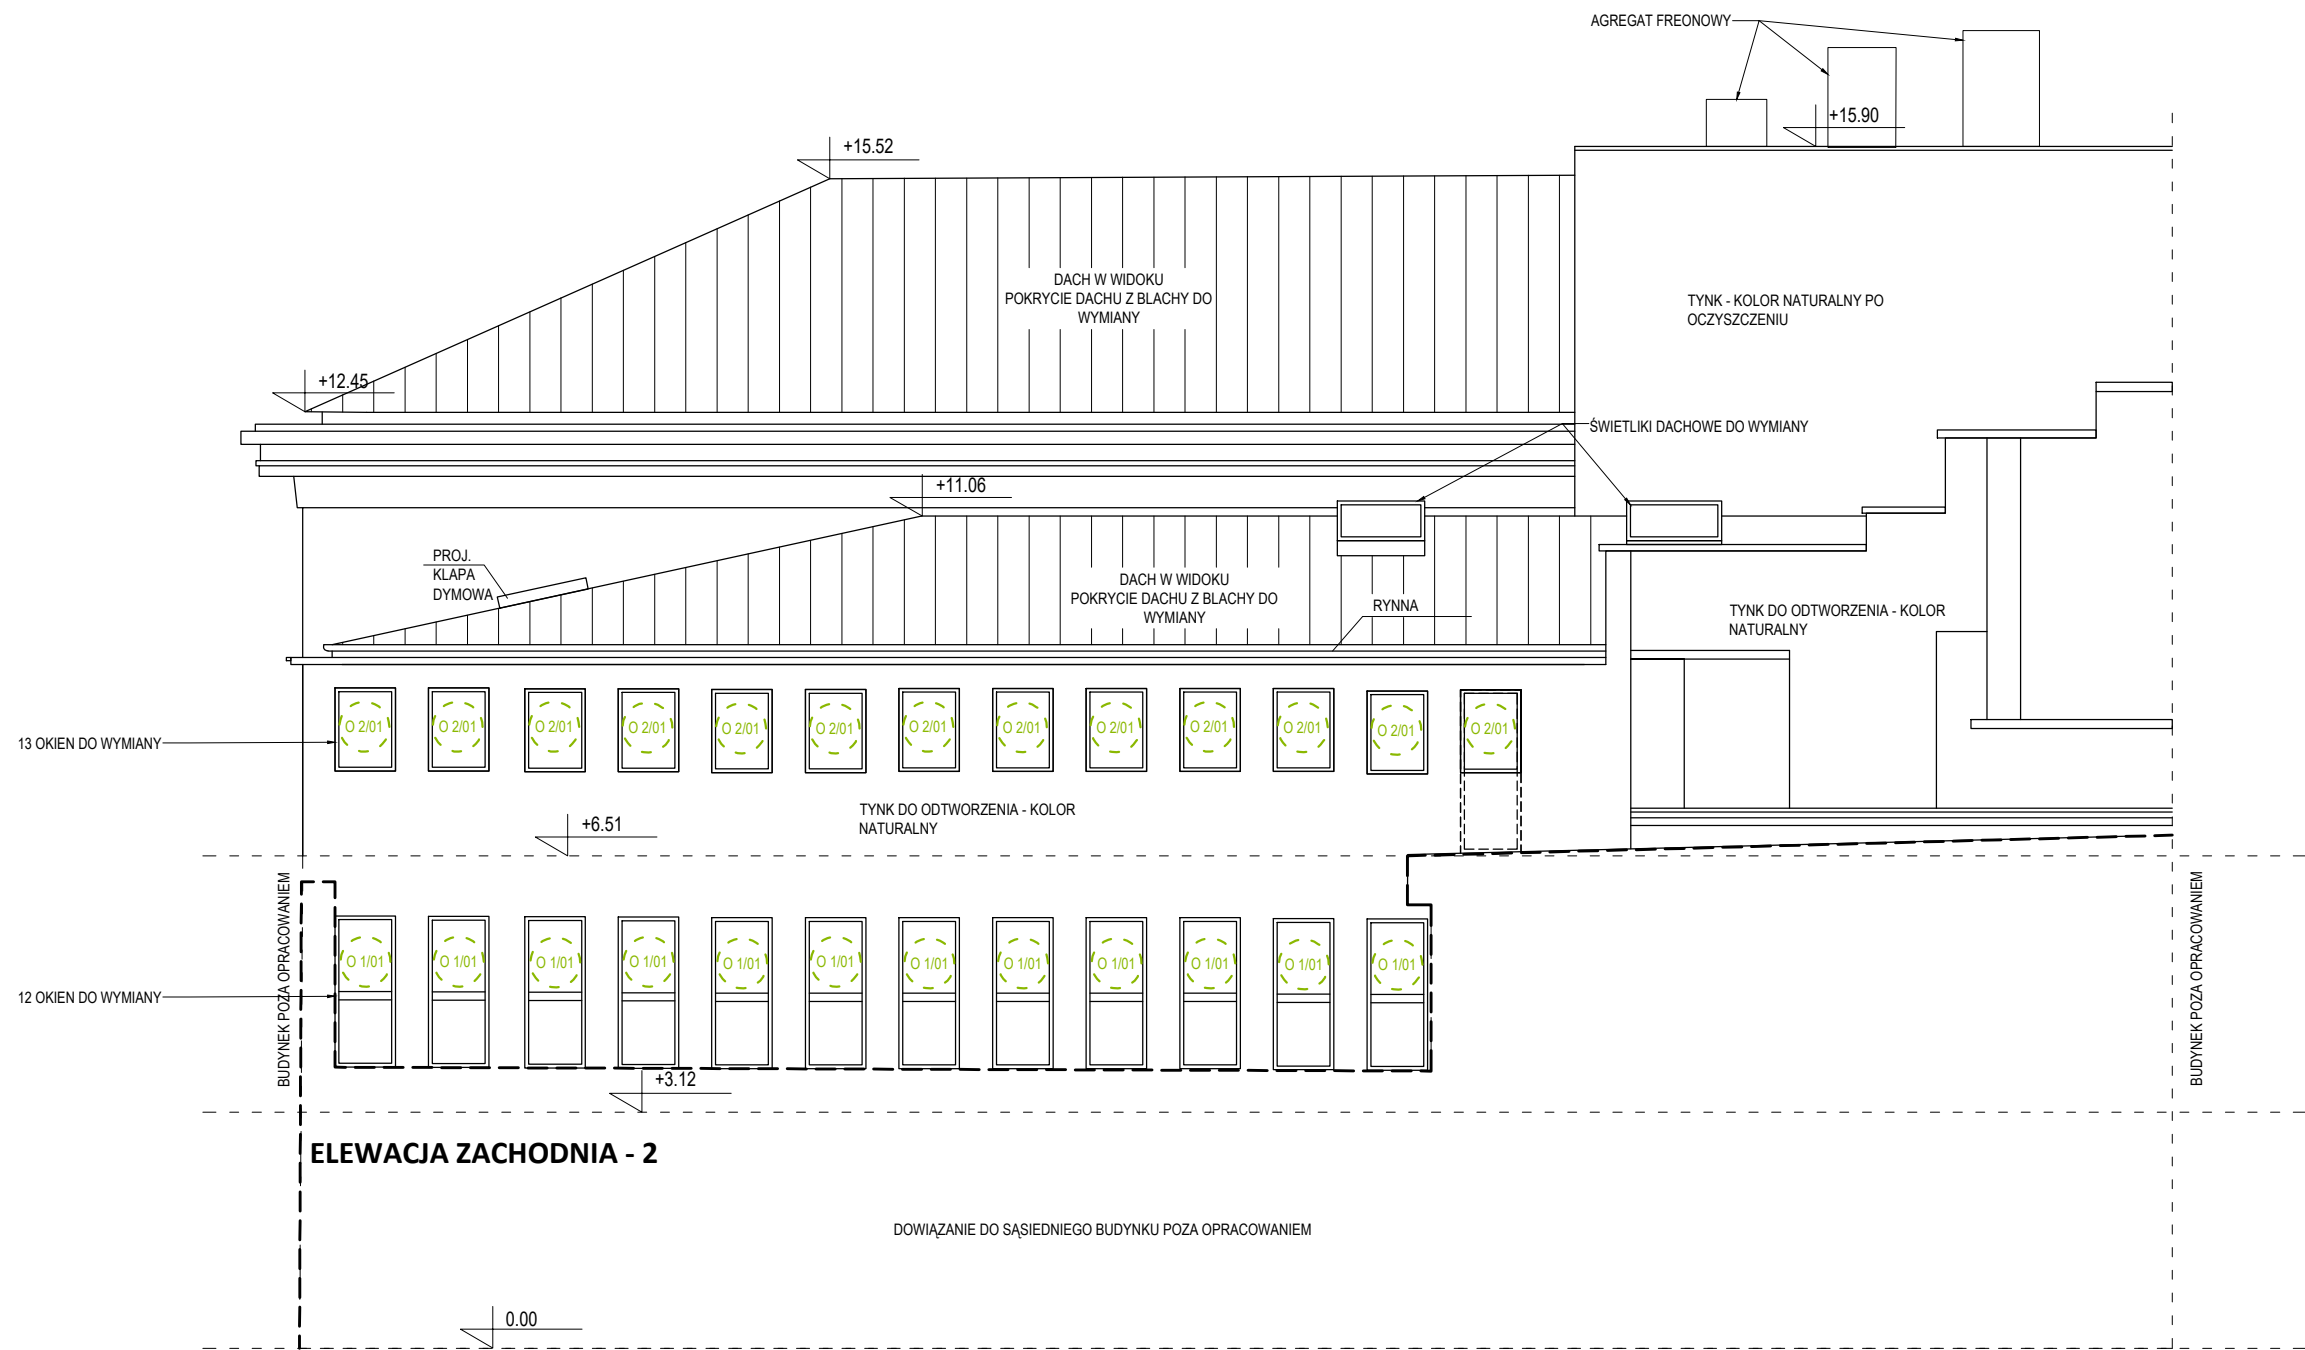 AGREGAT FREONOWY
+15.90
+15.52
DACH W WIDOKU
POKRYCIE DACHU Z BLACHY DO
WYMIANY
TYNK - KOLOR NATURALNY PO
OCZYSZCZENIU
+12.45
ŚWIETLIKI DACHOWE DO WYMIANY
+11.06
PROJ.
KLAPA
DYMOWA
DACH W WIDOKU
POKRYCIE DACHU Z BLACHY DO
WYMIANY
RYNNA
TYNK DO ODTWORZENIA - KOLOR
NATURALNY
O 2/01 O 2/01 O 2/01 O 2/01 O 2/01 O 2/01 O 2/01 O 2/01 O 2/01 O 2/01 O 2/01 O 2/01 O 2/01
13 OKIEN DO WYMIANY
TYNK DO ODTWORZENIA - KOLOR
NATURALNY
+6.51
BUDYNEK POZA OPRACOWANIEM
BUDYNEK POZA OPRACOWANIEM
O 1/01 O 1/01 O 1/01 O 1/01 O 1/01 O 1/01 O 1/01 O 1/01 O 1/01 O 1/01 O 1/01 O 1/01
12 OKIEN DO WYMIANY
+3.12
ELEWACJA ZACHODNIA - 2
DOWIĄZANIE DO SĄSIEDNIEGO BUDYNKU POZA OPRACOWANIEM
0.00